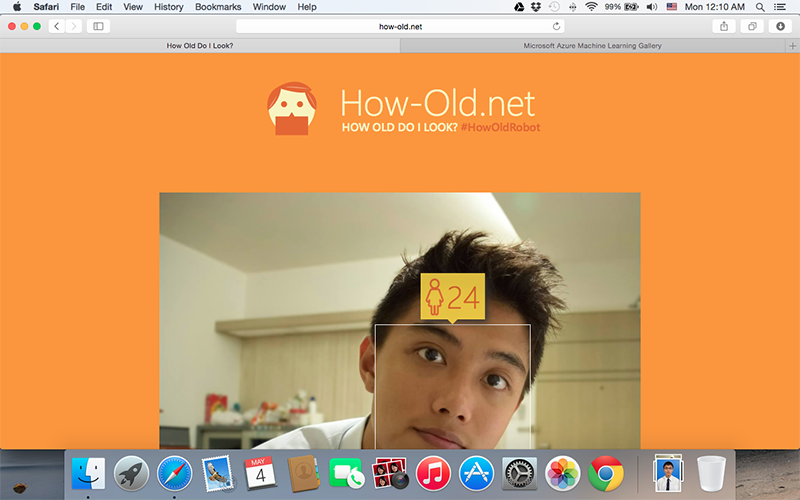 Safari File Edit View History Bookmarks Window Help 99% Mon 12:10 AM
how-old.net
How Old Do I Look? Microsoft Azure Machine Learning Gallery
How-Old.net
HOW OLD DO I LOOK? #HowOldRobot
24
MAY
4